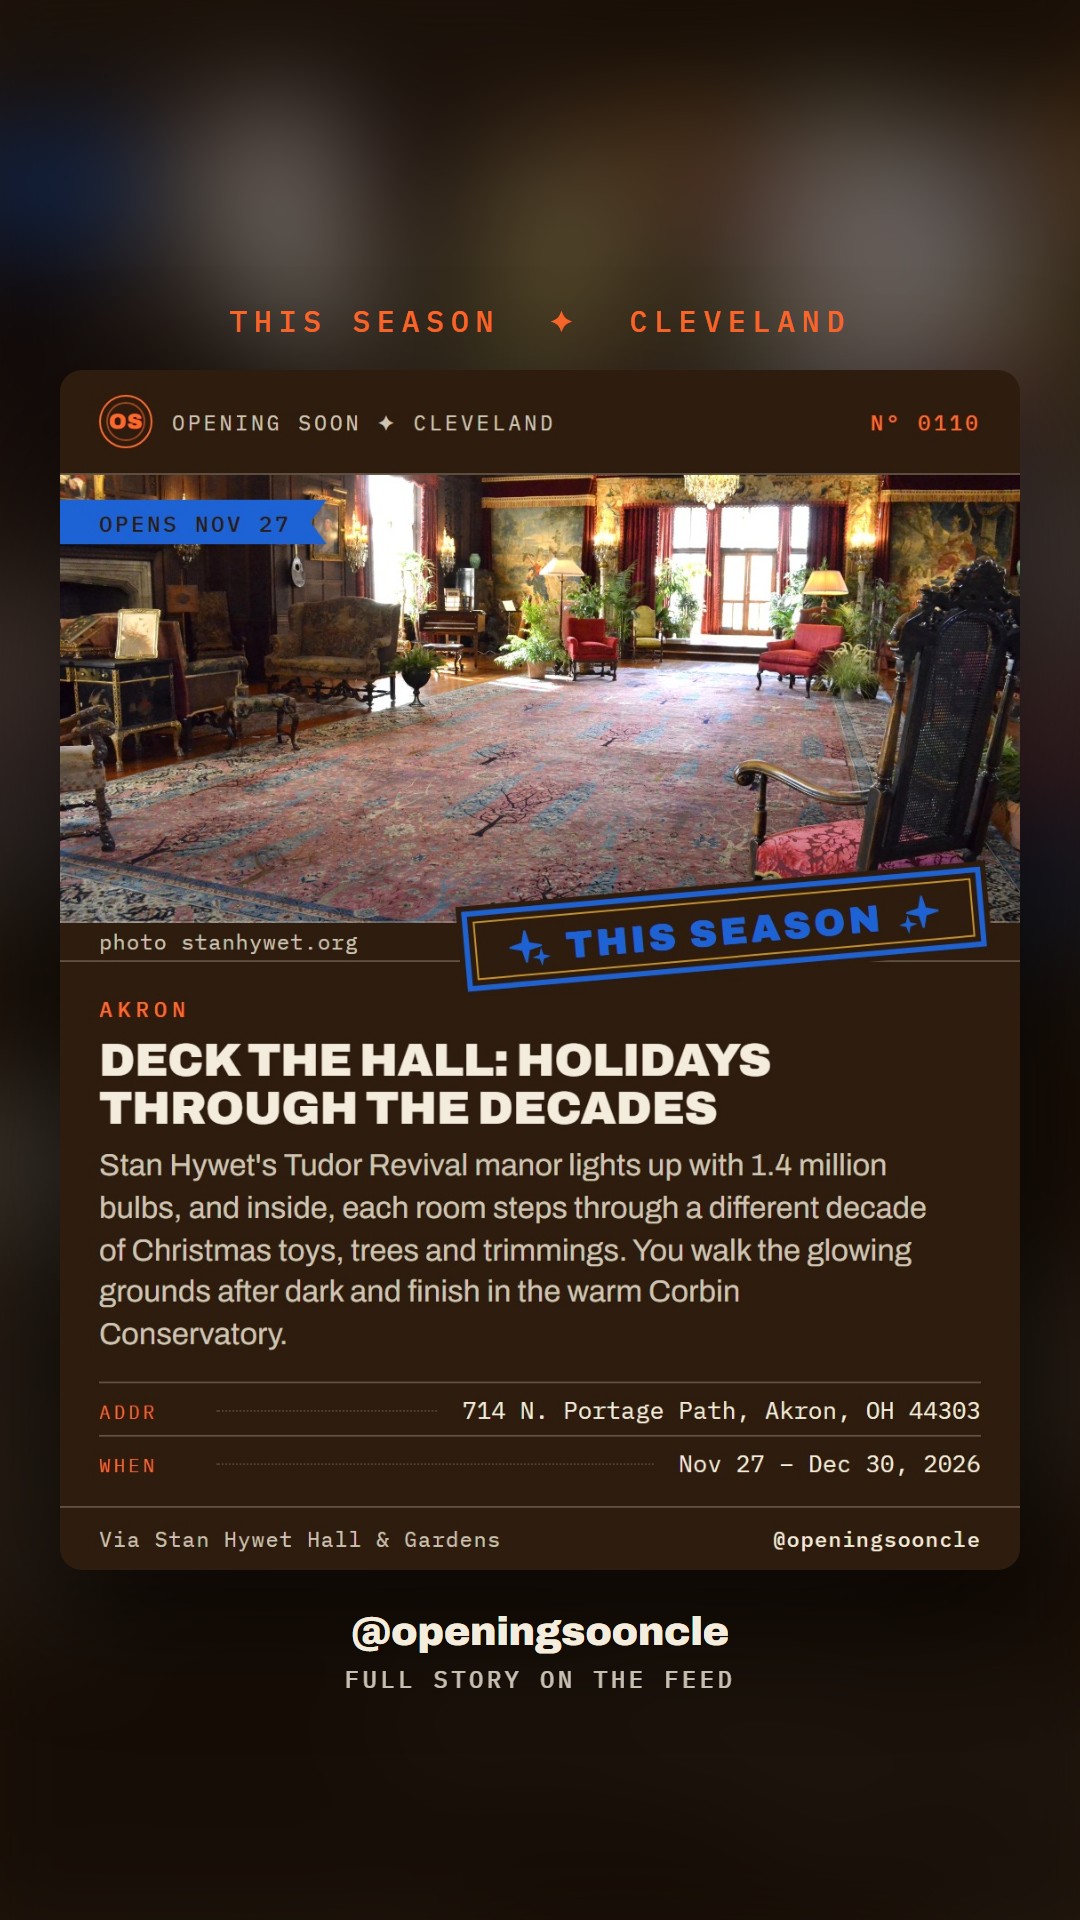 THIS SEASON ✦ CLEVELAND
OS OPENING SOON ✦ CLEVELAND N° 0110
OPENS NOV 27
photo stanhywet.org
THIS SEASON
AKRON
DECK THE HALL: HOLIDAYS
THROUGH THE DECADES
Stan Hywet's Tudor Revival manor lights up with 1.4 million
bulbs, and inside, each room steps through a different decade
of Christmas toys, trees and trimmings. You walk the glowing
grounds after dark and finish in the warm Corbin
Conservatory.
ADDR 714 N. Portage Path, Akron, OH 44303
WHEN Nov 27 – Dec 30, 2026
Via Stan Hywet Hall & Gardens @openingsooncle
@openingsooncle
FULL STORY ON THE FEED